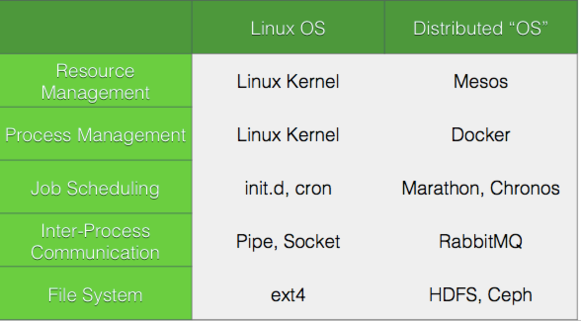 Linux OS
Distributed “OS”
Resource
Management
Linux Kernel
Mesos
Process Management
Linux Kernel
Docker
Job Scheduling
init.d, cron
Marathon, Chronos
Inter-Process
Communication
Pipe, Socket
RabbitMQ
File System
ext4
HDFS, Ceph